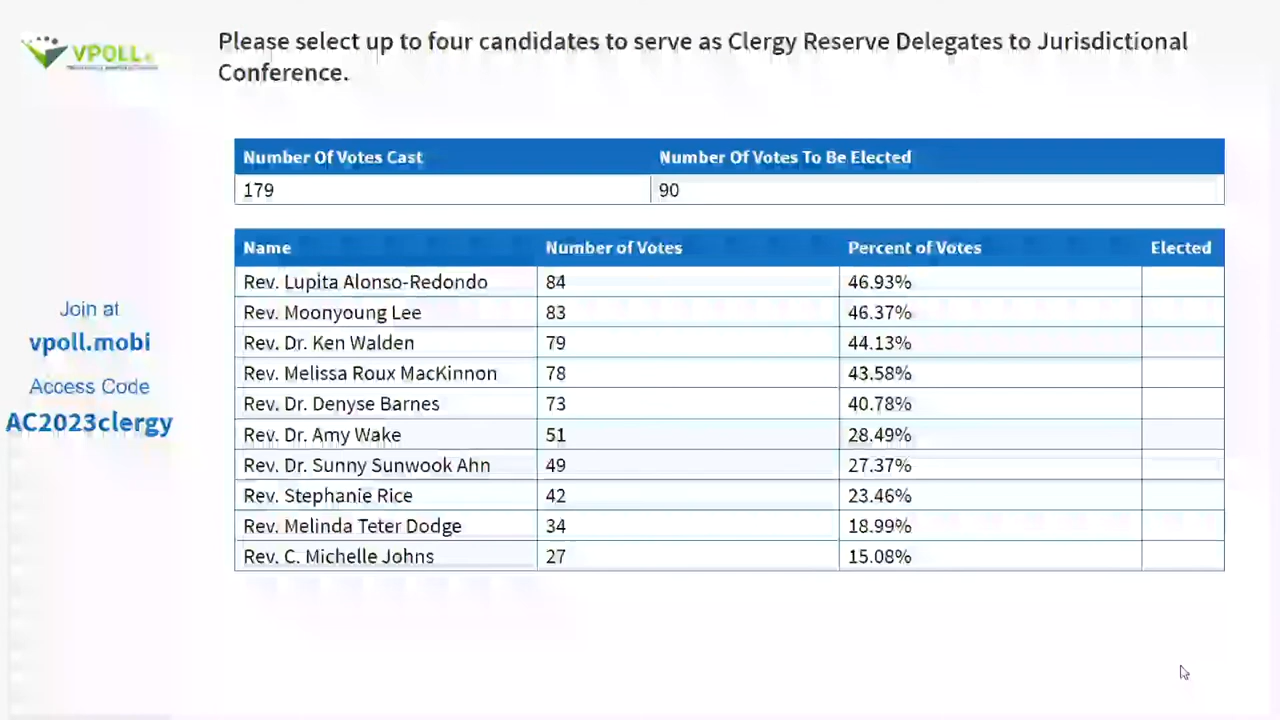 VPOLL
Please select up to four candidates to serve as Clergy Reserve Delegates to Jurisdictional
Conference.
Number Of Votes Cast Number Of Votes To Be Elected
179 90
Name Number of Votes Percent of Votes Elected
Rev. Lupita Alonso-Redondo 84 46.93%
Rev. Moonyoung Lee 83 46.37%
Rev. Dr. Ken Walden 79 44.13%
Rev. Melissa Roux MacKinnon 78 43.58%
Rev. Dr. Denyse Barnes 73 40.78%
Rev. Dr. Amy Wake 51 28.49%
Rev. Dr. Sunny Sunwook Ahn 49 27.37%
Rev. Stephanie Rice 42 23.46%
Rev. Melinda Teter Dodge 34 18.99%
Rev. C. Michelle Johns 27 15.08%
Join at
vpoll.mobi
Access Code
AC2023clergy